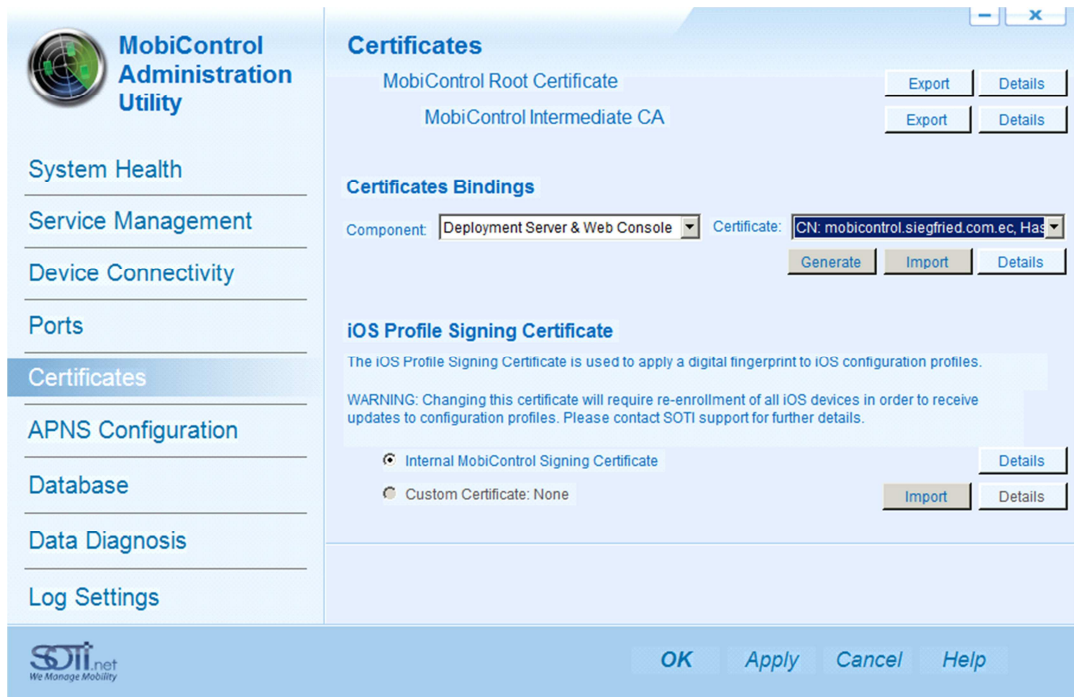 MobiControl
Administration
Utility
System Health
Service Management
Device Connectivity
Ports
Certificates
APNS Configuration
Database
Data Diagnosis
Log Settings
– x
Certificates
MobiControl Root Certificate Export Details
MobiControl Intermediate CA Export Details
Certificates Bindings
Component: Deployment Server & Web Console Certificate: CN: mobicontrol.siegfried.com.ec, Has
Generate Import Details
iOS Profile Signing Certificate
The iOS Profile Signing Certificate is used to apply a digital fingerprint to iOS configuration profiles.
WARNING: Changing this certificate will require re-enrollment of all iOS devices in order to receive
updates to configuration profiles. Please contact SOTI support for further details.
Internal MobiControl Signing Certificate Details
Custom Certificate: None Import Details
SOTI.net
We Manage Mobility
OK Apply Cancel Help